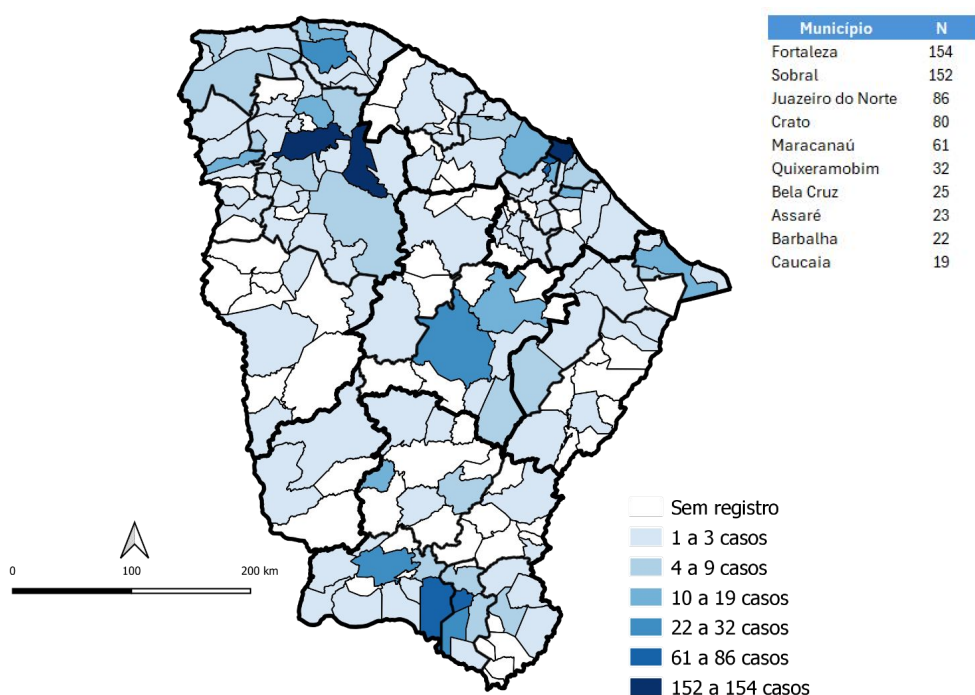 Município N
Fortaleza 154
Sobral 152
Juazeiro do Norte 86
Crato 80
Maracanaú 61
Quixeramobim 32
Bela Cruz 25
Assaré 23
Barbalha 22
Caucaia 19
Sem registro
1 a 3 casos
4 a 9 casos
10 a 19 casos
22 a 32 casos
61 a 86 casos
152 a 154 casos
0 100 200 km